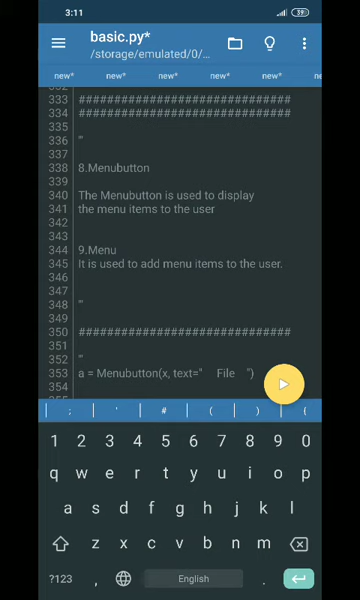 3:11
39
basic.py*
/storage/emulated/0/...
new* new* new* new* new* ne
332
333 ##############################
334 ##############################
335
336 '''
337
338 8.Menubutton
339
340 The Menubutton is used to display
341 the menu items to the user
342
343
344 9.Menu
345 It is used to add menu items to the user.
346
347
348 '''
349
350 ##############################
351
352 '''
353 a = Menubutton(x, text="    File    ")
354
; ' # ( ) {
1 2 3 4 5 6 7 8 9 0
q w e r t y u i o p
a s d f g h j k l
z x c v b n m
?123 , English .